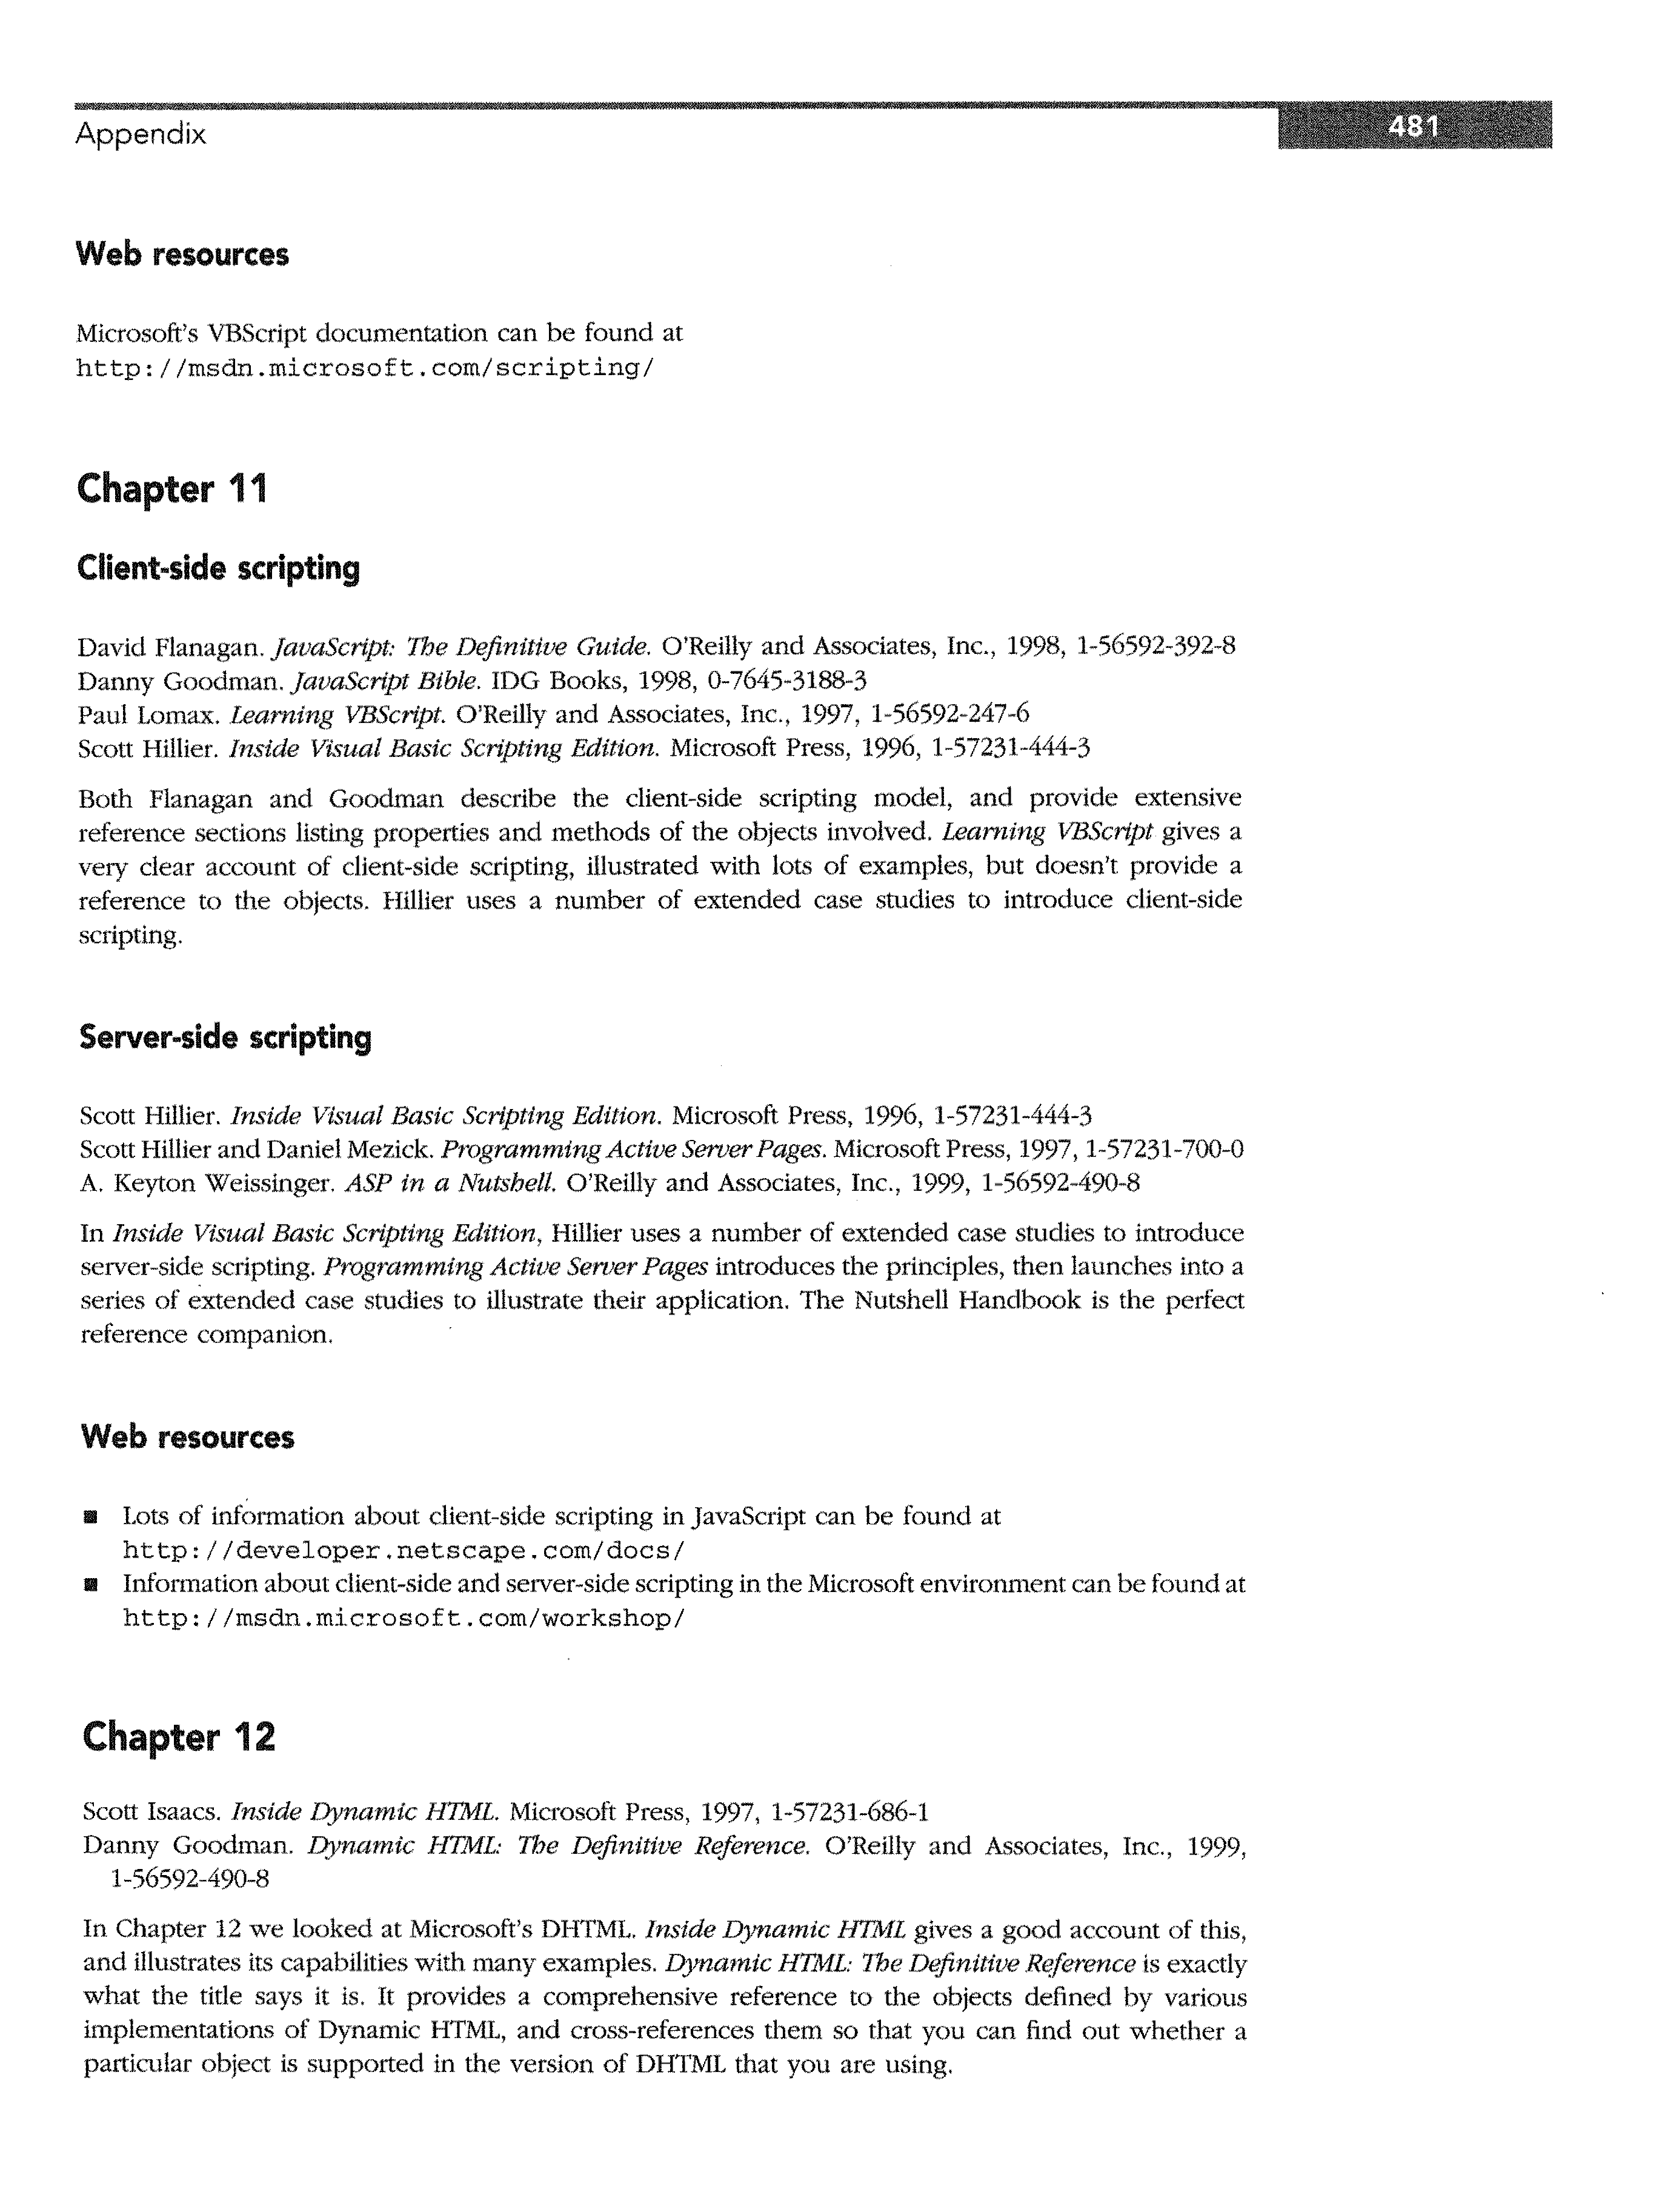 Appendix
481
Web resources
Microsoft's VBScript documentation can be found at
http://msdn.microsoft.com/scripting/
Chapter 11
Client-side scripting
David Flanagan. JavaScript: The Definitive Guide. O'Reilly and Associates, Inc., 1998, 1-56592-392-8
Danny Goodman. JavaScript Bible. IDG Books, 1998, 0-7645-3188-3
Paul Lomax. Learning VBScript. O'Reilly and Associates, Inc., 1997, 1-56592-247-6
Scott Hillier. Inside Visual Basic Scripting Edition. Microsoft Press, 1996, 1-57231-444-3
Both Flanagan and Goodman describe the client-side scripting model, and provide extensive
reference sections listing properties and methods of the objects involved. Learning VBScript gives a
very clear account of client-side scripting, illustrated with lots of examples, but doesn't provide a
reference to the objects. Hillier uses a number of extended case studies to introduce client-side
scripting.
Server-side scripting
Scott Hillier. Inside Visual Basic Scripting Edition. Microsoft Press, 1996, 1-57231-444-3
Scott Hillier and Daniel Mezick. Programming Active Server Pages. Microsoft Press, 1997, 1-57231-700-0
A. Keyton Weissinger. ASP in a Nutshell. O'Reilly and Associates, Inc., 1999, 1-56592-490-8
In Inside Visual Basic Scripting Edition, Hillier uses a number of extended case studies to introduce
server-side scripting. Programming Active Server Pages introduces the principles, then launches into a
series of extended case studies to illustrate their application. The Nutshell Handbook is the perfect
reference companion.
Web resources
■ Lots of information about client-side scripting in JavaScript can be found at
http://developer.netscape.com/docs/
■ Information about client-side and server-side scripting in the Microsoft environment can be found at
http://msdn.microsoft.com/workshop/
Chapter 12
Scott Isaacs. Inside Dynamic HTML. Microsoft Press, 1997, 1-57231-686-1
Danny Goodman. Dynamic HTML: The Definitive Reference. O'Reilly and Associates, Inc., 1999,
1-56592-490-8
In Chapter 12 we looked at Microsoft's DHTML. Inside Dynamic HTML gives a good account of this,
and illustrates its capabilities with many examples. Dynamic HTML: The Definitive Reference is exactly
what the title says it is. It provides a comprehensive reference to the objects defined by various
implementations of Dynamic HTML, and cross-references them so that you can find out whether a
particular object is supported in the version of DHTML that you are using.